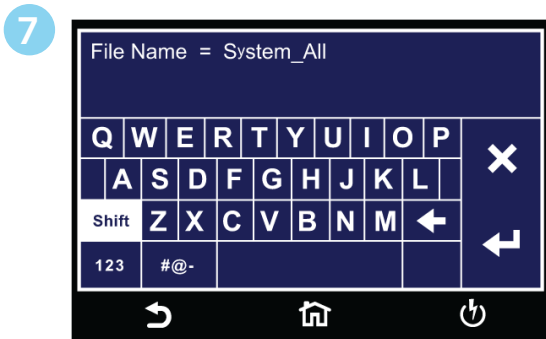 7
File Name = System_All
Q W E R T Y U I O P
A S D F G H J K L
Shift Z X C V B N M
123 #@-